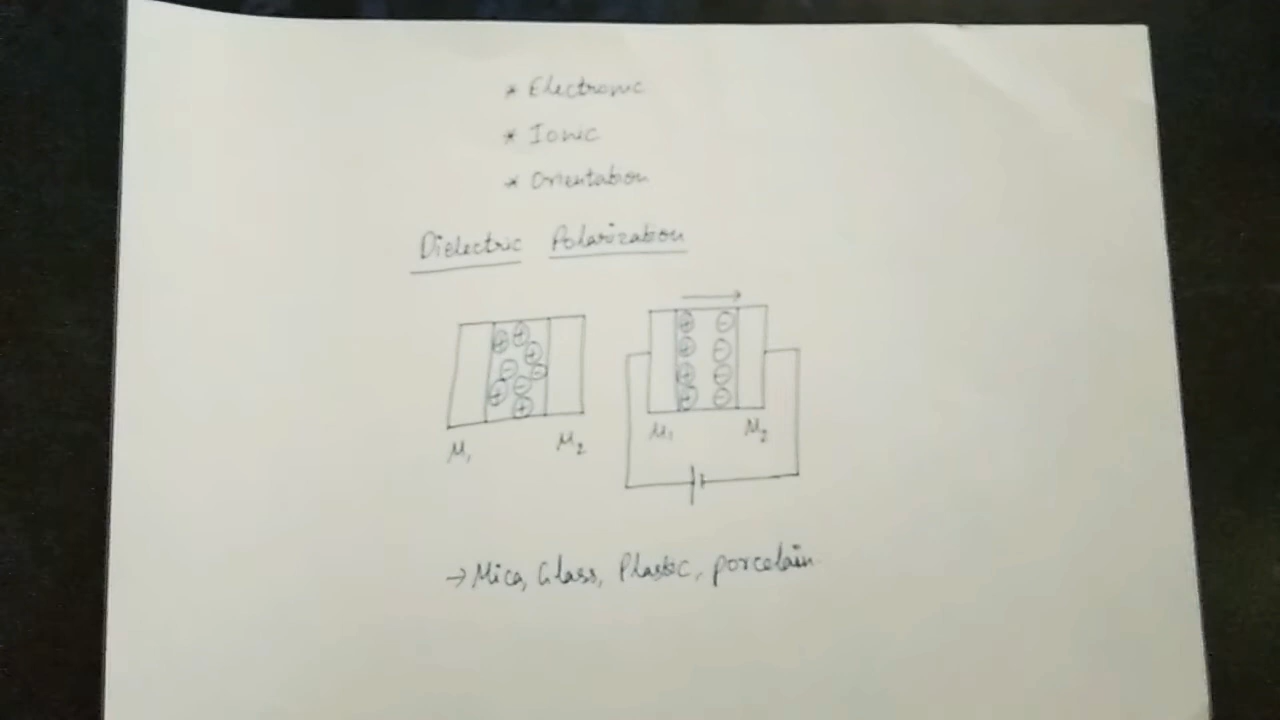 * Electronic
* Ionic
* Orientation
Dielectric Polarization
M₁ M₂ M₁ M₂
→ Mica, Glass, Plastic, porcelain